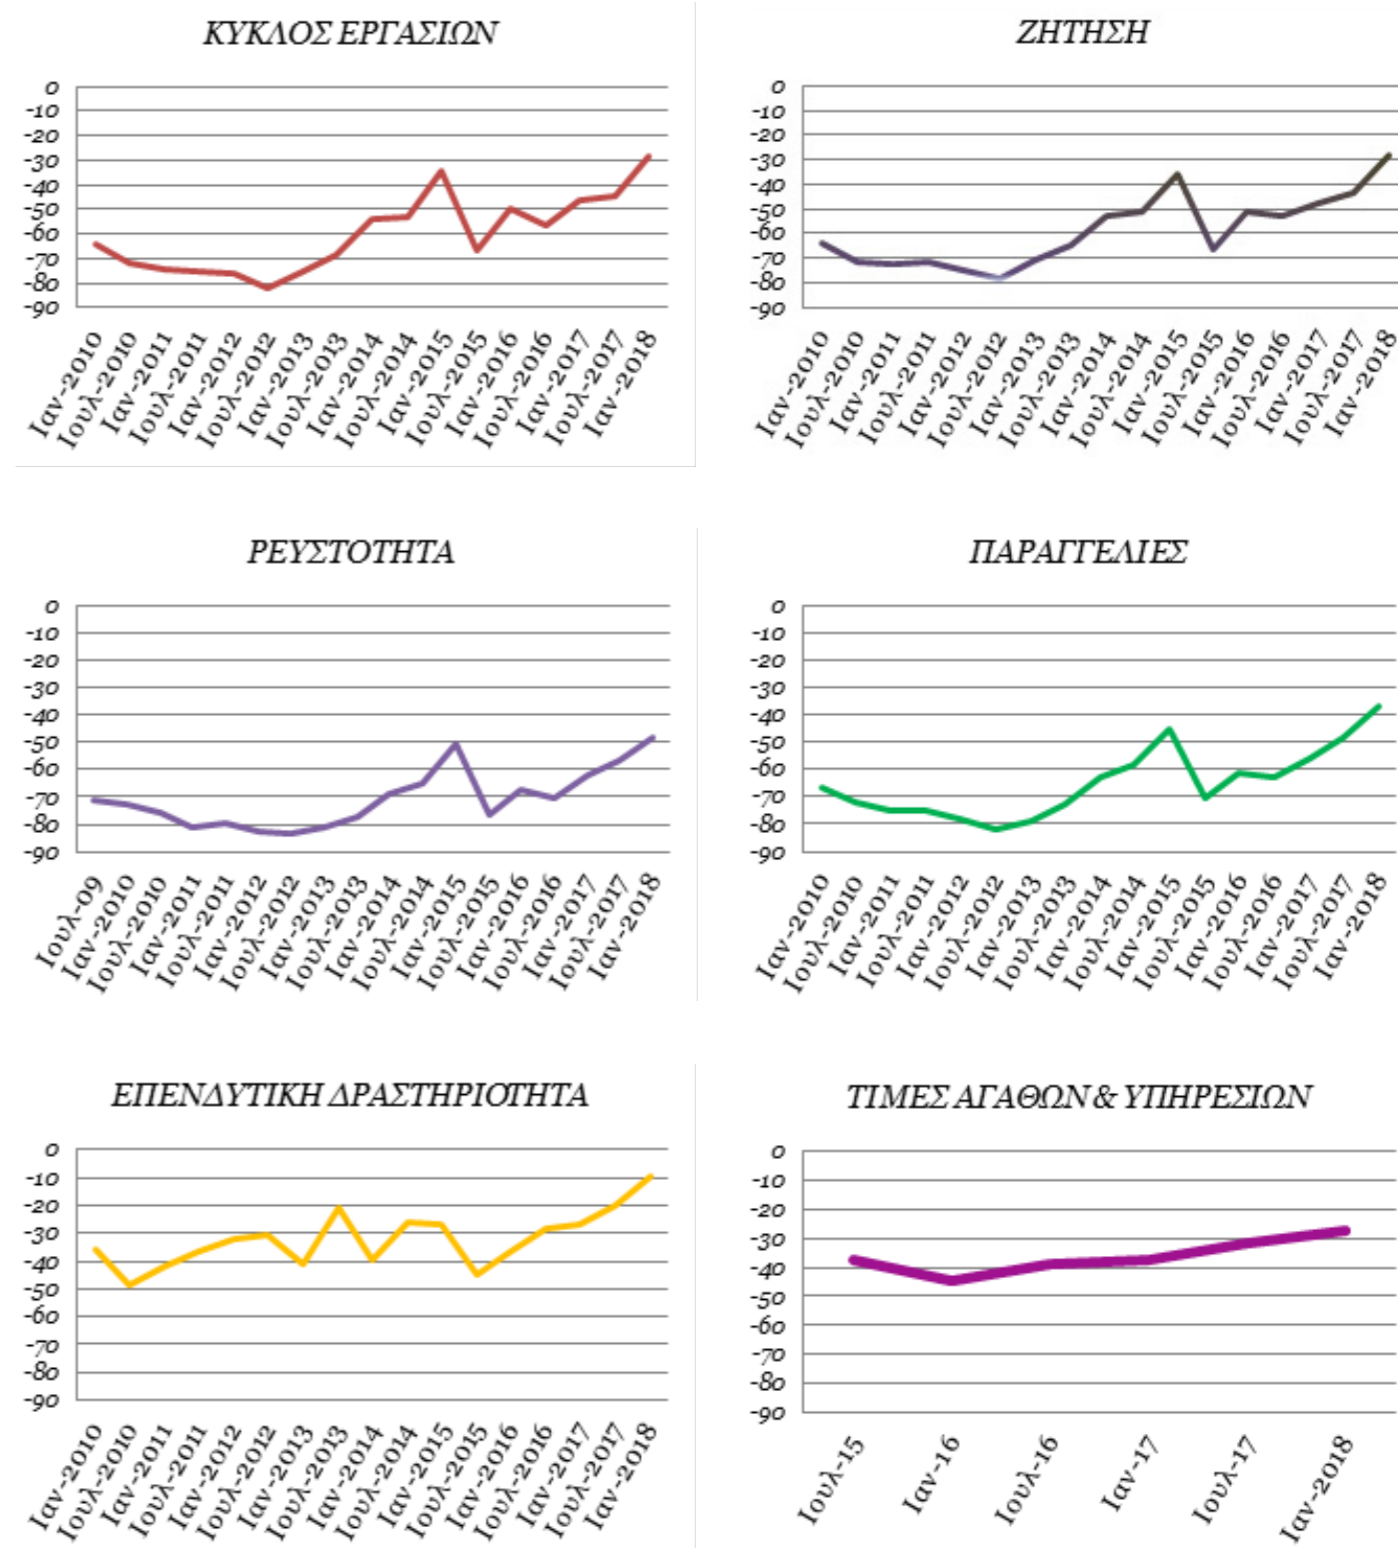 ΚΥΚΛΟΣ ΕΡΓΑΣΙΩΝ
0
-10
-20
-30
-40
-50
-60
-70
-80
-90
Ιαν-2010
Ιουλ-2010
Ιαν-2011
Ιουλ-2011
Ιαν-2012
Ιουλ-2012
Ιαν-2013
Ιουλ-2013
Ιαν-2014
Ιουλ-2014
Ιαν-2015
Ιουλ-2015
Ιαν-2016
Ιουλ-2016
Ιαν-2017
Ιουλ-2017
Ιαν-2018
ΖΗΤΗΣΗ
0
-10
-20
-30
-40
-50
-60
-70
-80
-90
Ιαν-2010
Ιουλ-2010
Ιαν-2011
Ιουλ-2011
Ιαν-2012
Ιουλ-2012
Ιαν-2013
Ιουλ-2013
Ιαν-2014
Ιουλ-2014
Ιαν-2015
Ιουλ-2015
Ιαν-2016
Ιουλ-2016
Ιαν-2017
Ιουλ-2017
Ιαν-2018
ΡΕΥΣΤΟΤΗΤΑ
0
-10
-20
-30
-40
-50
-60
-70
-80
-90
Ιουλ-09
Ιαν-2010
Ιουλ-2010
Ιαν-2011
Ιουλ-2011
Ιαν-2012
Ιουλ-2012
Ιαν-2013
Ιουλ-2013
Ιαν-2014
Ιουλ-2014
Ιαν-2015
Ιουλ-2015
Ιαν-2016
Ιουλ-2016
Ιαν-2017
Ιουλ-2017
Ιαν-2018
ΠΑΡΑΓΓΕΛΙΕΣ
0
-10
-20
-30
-40
-50
-60
-70
-80
-90
Ιαν-2010
Ιουλ-2010
Ιαν-2011
Ιουλ-2011
Ιαν-2012
Ιουλ-2012
Ιαν-2013
Ιουλ-2013
Ιαν-2014
Ιουλ-2014
Ιαν-2015
Ιουλ-2015
Ιαν-2016
Ιουλ-2016
Ιαν-2017
Ιουλ-2017
Ιαν-2018
ΕΠΕΝΔΥΤΙΚΗ ΔΡΑΣΤΗΡΙΟΤΗΤΑ
0
-10
-20
-30
-40
-50
-60
-70
-80
-90
Ιαν-2010
Ιουλ-2010
Ιαν-2011
Ιουλ-2011
Ιαν-2012
Ιουλ-2012
Ιαν-2013
Ιουλ-2013
Ιαν-2014
Ιουλ-2014
Ιαν-2015
Ιουλ-2015
Ιαν-2016
Ιουλ-2016
Ιαν-2017
Ιουλ-2017
Ιαν-2018
ΤΙΜΕΣ ΑΓΑΘΩΝ & ΥΠΗΡΕΣΙΩΝ
0
-10
-20
-30
-40
-50
-60
-70
-80
-90
Ιουλ-15
Ιαν-16
Ιουλ-16
Ιαν-17
Ιουλ-17
Ιαν-2018